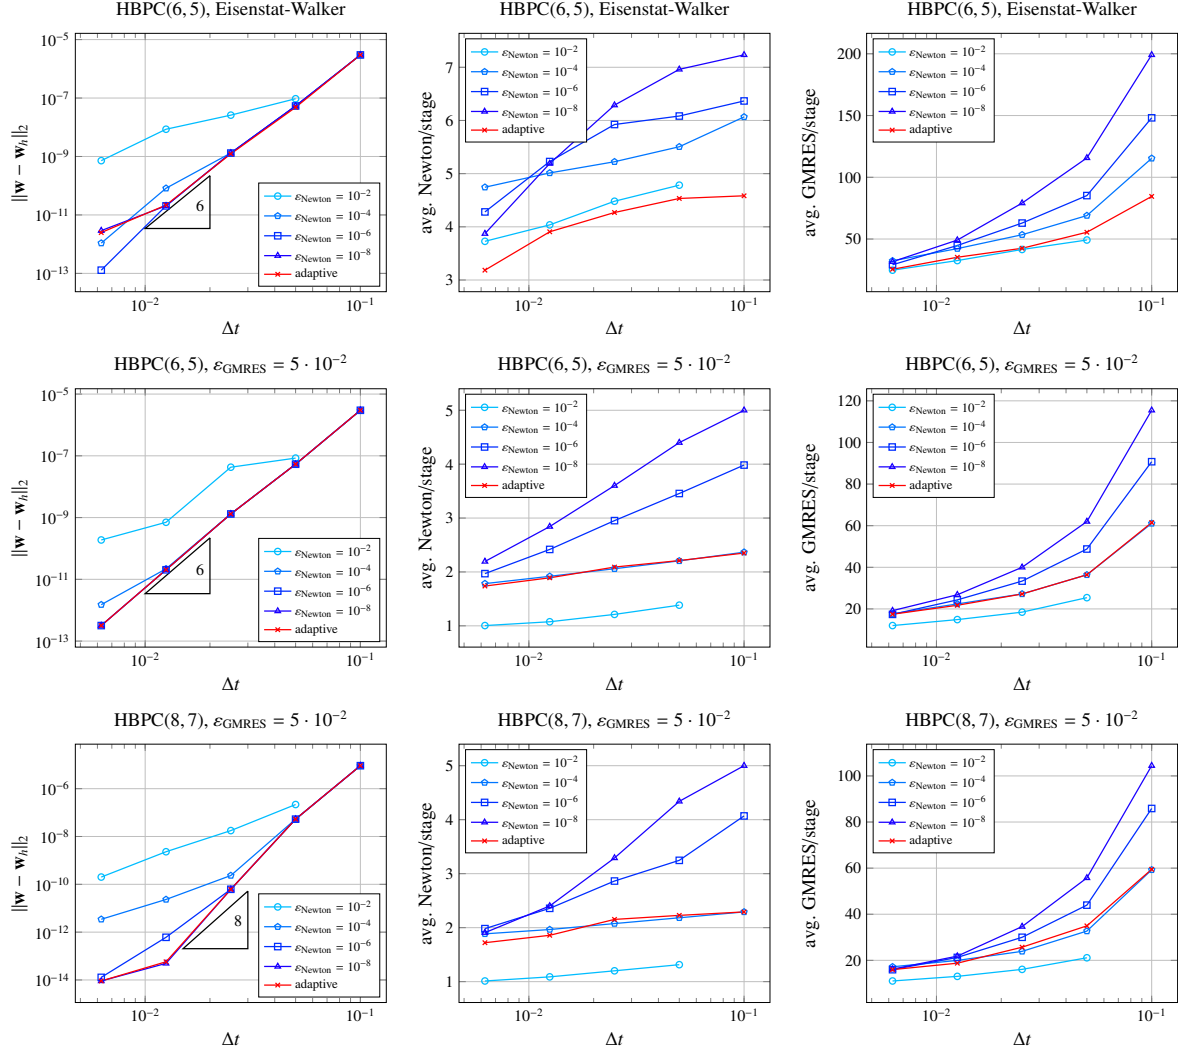 HBPC(6, 5), Eisenstat-Walker
10⁻⁵
10⁻⁷
10⁻⁹
10⁻¹¹
10⁻¹³
||w − w_h||₂
6
ε_Newton = 10⁻²
ε_Newton = 10⁻⁴
ε_Newton = 10⁻⁶
ε_Newton = 10⁻⁸
adaptive
10⁻²
10⁻¹
Δt
HBPC(6, 5), Eisenstat-Walker
7
6
5
4
3
avg. Newton/stage
ε_Newton = 10⁻²
ε_Newton = 10⁻⁴
ε_Newton = 10⁻⁶
ε_Newton = 10⁻⁸
adaptive
10⁻²
10⁻¹
Δt
HBPC(6, 5), Eisenstat-Walker
200
150
100
50
avg. GMRES/stage
ε_Newton = 10⁻²
ε_Newton = 10⁻⁴
ε_Newton = 10⁻⁶
ε_Newton = 10⁻⁸
adaptive
10⁻²
10⁻¹
Δt
HBPC(6, 5), ε_GMRES = 5 · 10⁻²
10⁻⁵
10⁻⁷
10⁻⁹
10⁻¹¹
10⁻¹³
||w − w_h||₂
6
ε_Newton = 10⁻²
ε_Newton = 10⁻⁴
ε_Newton = 10⁻⁶
ε_Newton = 10⁻⁸
adaptive
10⁻²
10⁻¹
Δt
HBPC(6, 5), ε_GMRES = 5 · 10⁻²
5
4
3
2
1
avg. Newton/stage
ε_Newton = 10⁻²
ε_Newton = 10⁻⁴
ε_Newton = 10⁻⁶
ε_Newton = 10⁻⁸
adaptive
10⁻²
10⁻¹
Δt
HBPC(6, 5), ε_GMRES = 5 · 10⁻²
120
100
80
60
40
20
avg. GMRES/stage
ε_Newton = 10⁻²
ε_Newton = 10⁻⁴
ε_Newton = 10⁻⁶
ε_Newton = 10⁻⁸
adaptive
10⁻²
10⁻¹
Δt
HBPC(8, 7), ε_GMRES = 5 · 10⁻²
10⁻⁶
10⁻⁸
10⁻¹⁰
10⁻¹²
10⁻¹⁴
||w − w_h||₂
8
ε_Newton = 10⁻²
ε_Newton = 10⁻⁴
ε_Newton = 10⁻⁶
ε_Newton = 10⁻⁸
adaptive
10⁻²
10⁻¹
Δt
HBPC(8, 7), ε_GMRES = 5 · 10⁻²
5
4
3
2
1
avg. Newton/stage
ε_Newton = 10⁻²
ε_Newton = 10⁻⁴
ε_Newton = 10⁻⁶
ε_Newton = 10⁻⁸
adaptive
10⁻²
10⁻¹
Δt
HBPC(8, 7), ε_GMRES = 5 · 10⁻²
100
80
60
40
20
avg. GMRES/stage
ε_Newton = 10⁻²
ε_Newton = 10⁻⁴
ε_Newton = 10⁻⁶
ε_Newton = 10⁻⁸
adaptive
10⁻²
10⁻¹
Δt